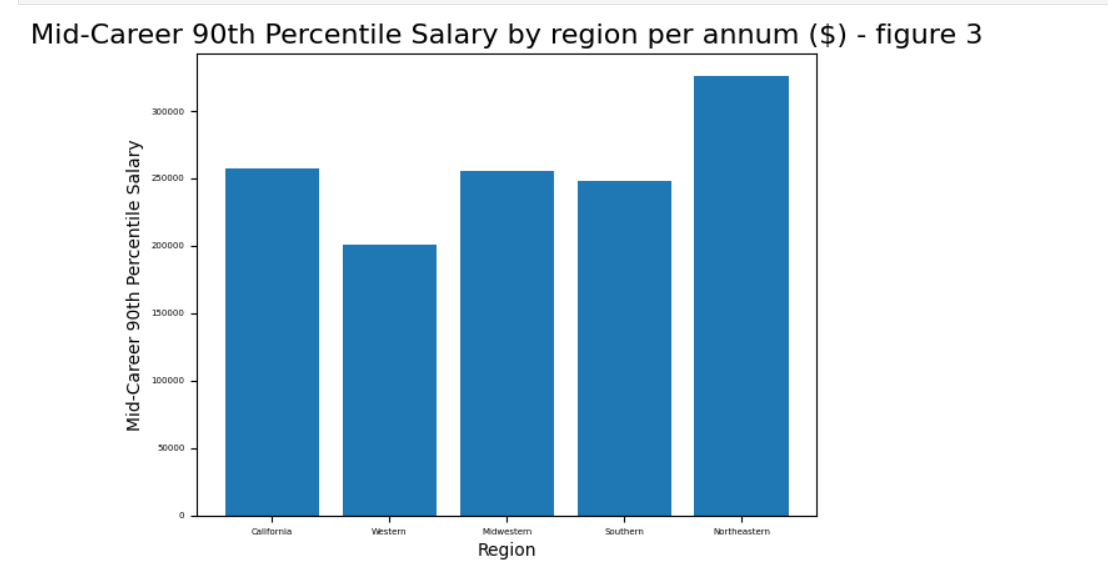 Mid-Career 90th Percentile Salary by region per annum ($) - figure 3
Mid-Career 90th Percentile Salary
300000
250000
200000
150000
100000
50000
0
California
Western
Midwestern
Southern
Northeastern
Region